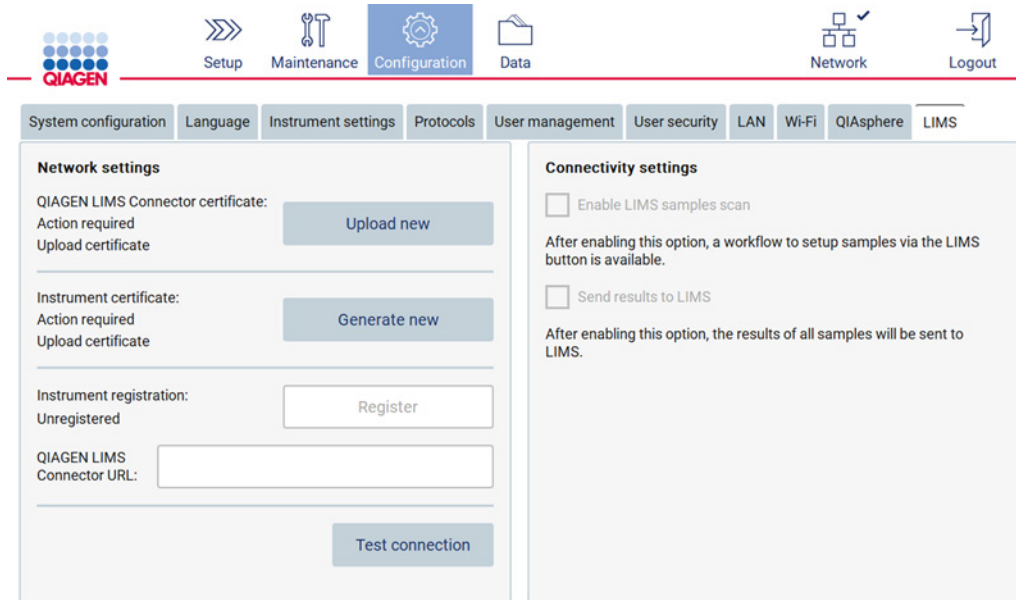 QIAGEN
Setup
Maintenance
Configuration
Data
Network
Logout
System configuration
Language
Instrument settings
Protocols
User management
User security
LAN
Wi-Fi
QIAsphere
LIMS
Network settings
QIAGEN LIMS Connector certificate:
Action required
Upload certificate
Upload new
Instrument certificate:
Action required
Upload certificate
Generate new
Instrument registration:
Unregistered
Register
QIAGEN LIMS
Connector URL:
Test connection
Connectivity settings
Enable LIMS samples scan
After enabling this option, a workflow to setup samples via the LIMS
button is available.
Send results to LIMS
After enabling this option, the results of all samples will be sent to
LIMS.